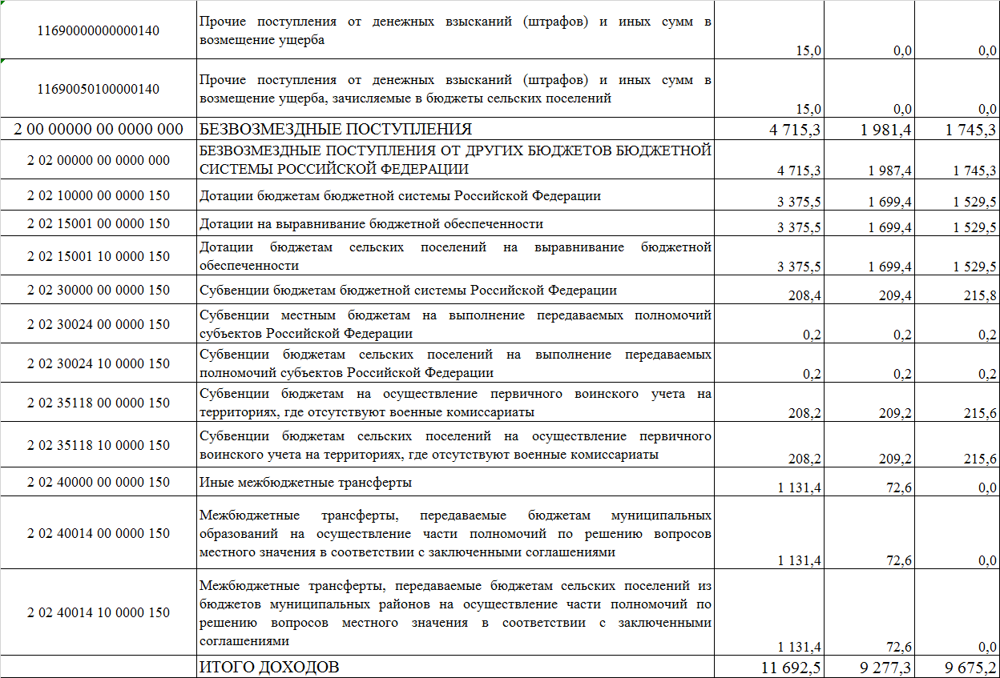 11690000000000140 Прочие поступления от денежных взысканий (штрафов) и иных сумм в
возмещение ущерба 15,0 0,0 0,0
11690050100000140 Прочие поступления от денежных взысканий (штрафов) и иных сумм в
возмещение ущерба, зачисляемые в бюджеты сельских поселений 15,0 0,0 0,0
2 00 00000 00 0000 000 БЕЗВОЗМЕЗДНЫЕ ПОСТУПЛЕНИЯ 4 715,3 1 981,4 1 745,3
2 02 00000 00 0000 000 БЕЗВОЗМЕЗДНЫЕ ПОСТУПЛЕНИЯ ОТ ДРУГИХ БЮДЖЕТОВ БЮДЖЕТНОЙ
СИСТЕМЫ РОССИЙСКОЙ ФЕДЕРАЦИИ 4 715,3 1 987,4 1 745,3
2 02 10000 00 0000 150 Дотации бюджетам бюджетной системы Российской Федерации 3 375,5 1 699,4 1 529,5
2 02 15001 00 0000 150 Дотации на выравнивание бюджетной обеспеченности 3 375,5 1 699,4 1 529,5
2 02 15001 10 0000 150 Дотации бюджетам сельских поселений на выравнивание бюджетной
обеспеченности 3 375,5 1 699,4 1 529,5
2 02 30000 00 0000 150 Субвенции бюджетам бюджетной системы Российской Федерации 208,4 209,4 215,8
2 02 30024 00 0000 150 Субвенции местным бюджетам на выполнение передаваемых полномочий
субъектов Российской Федерации 0,2 0,2 0,2
2 02 30024 10 0000 150 Субвенции бюджетам сельских поселений на выполнение передаваемых
полномочий субъектов Российской Федерации 0,2 0,2 0,2
2 02 35118 00 0000 150 Субвенции бюджетам на осуществление первичного воинского учета на
территориях, где отсутствуют военные комиссариаты 208,2 209,2 215,6
2 02 35118 10 0000 150 Субвенции бюджетам сельских поселений на осуществление первичного
воинского учета на территориях, где отсутствуют военные комиссариаты 208,2 209,2 215,6
2 02 40000 00 0000 150 Иные межбюджетные трансферты 1 131,4 72,6 0,0
2 02 40014 00 0000 150 Межбюджетные трансферты, передаваемые бюджетам муниципальных
образований на осуществление части полномочий по решению вопросов
местного значения в соответствии с заключенными соглашениями 1 131,4 72,6 0,0
2 02 40014 10 0000 150 Межбюджетные трансферты, передаваемые бюджетам сельских поселений из
бюджетов муниципальных районов на осуществление части полномочий по
решению вопросов местного значения в соответствии с заключенными
соглашениями 1 131,4 72,6 0,0
ИТОГО ДОХОДОВ 11 692,5 9 277,3 9 675,2